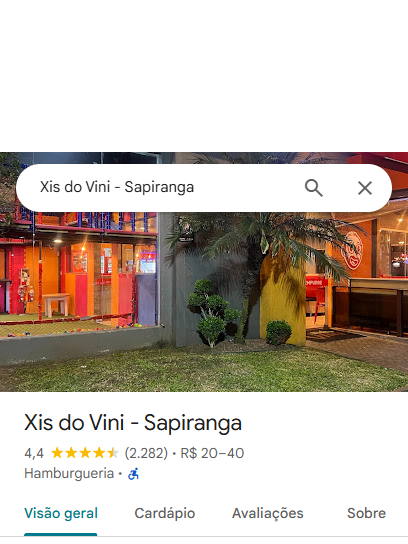 Xis do Vini - Sapiranga
Xis do Vini - Sapiranga
4,4 (2.282) · R$ 20–40
Hamburgueria ·
Visão geral Cardápio Avaliações Sobre